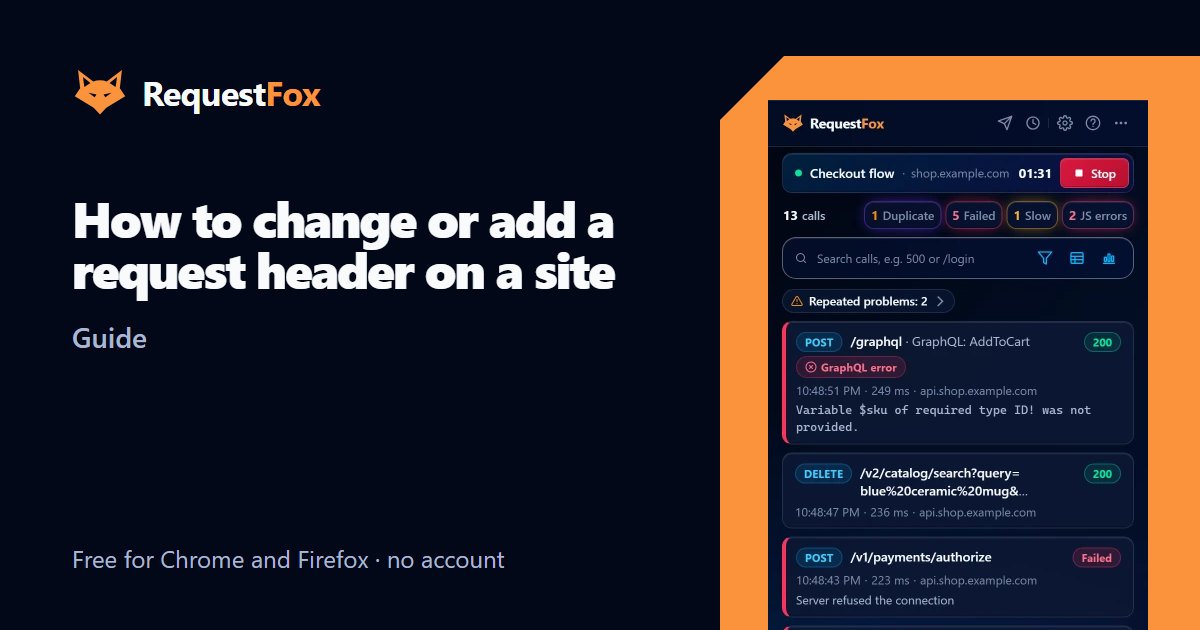 RequestFox
How to change or add a
request header on a site
Guide
Free for Chrome and Firefox · no account
RequestFox
Checkout flow · shop.example.com 01:31 Stop
13 calls 1 Duplicate 5 Failed 1 Slow 2 JS errors
Search calls, e.g. 500 or /login
Repeated problems: 2
POST /graphql · GraphQL: AddToCart 200
GraphQL error
10:48:51 PM · 249 ms · api.shop.example.com
Variable $sku of required type ID! was not
provided.
DELETE /v2/catalog/search?query=
blue%20ceramic%20mug&… 200
10:48:47 PM · 236 ms · api.shop.example.com
POST /v1/payments/authorize Failed
10:48:43 PM · 223 ms · api.shop.example.com
Server refused the connection